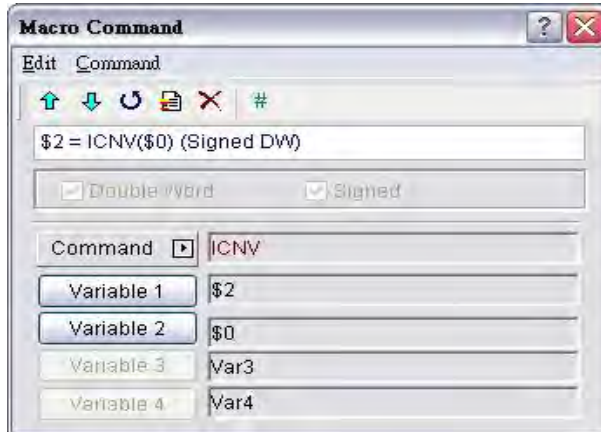 Macro Command
?
Edit Command
#
$2 = ICNV($0) (Signed DW)
Double Word Signed
Command ICNV
Variable 1 $2
Variable 2 $0
Variable 3 Var3
Variable 4 Var4